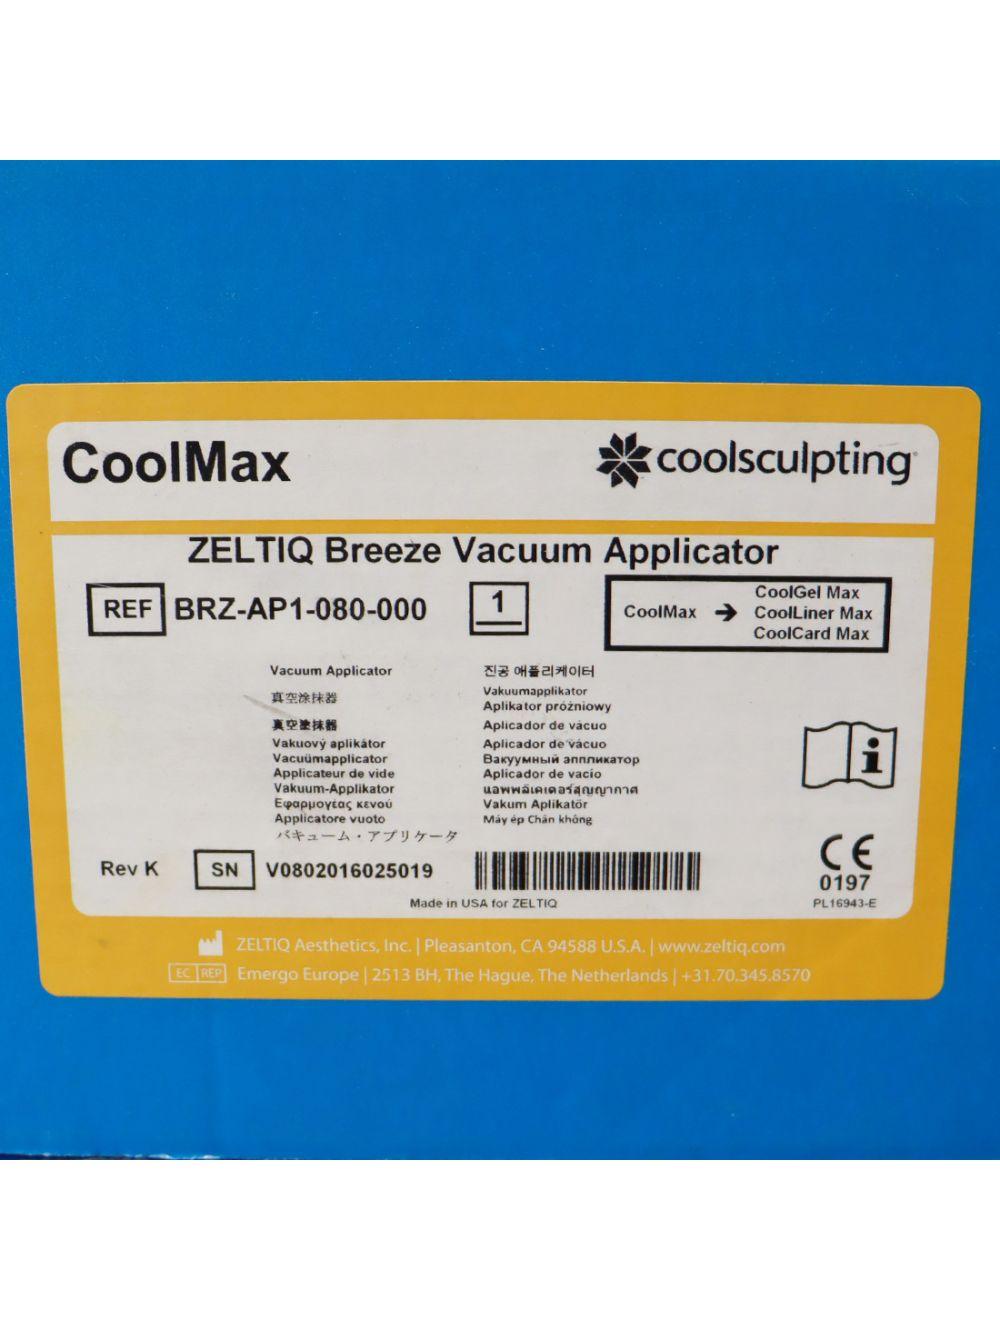 CoolMax
coolsculpting
ZELTIQ Breeze Vacuum Applicator
REF BRZ-AP1-080-000
1
CoolMax → CoolGel Max
CoolLiner Max
CoolCard Max
Vacuum Applicator
真空涂抹器
真空塗抹器
Vakuový aplikátor
Vacuümapplicator
Applicateur de vide
Vakuum-Applikator
Εφαρμογέας κενού
Applicatore vuoto
バキューム・アプリケータ
진공 애플리케이터
Vakuumapplikator
Aplikator próżniowy
Aplicador de vácuo
Aplicador de vácuo
Вакуумный аппликатор
Aplicador de vacío
แอพพลิเคเตอร์สุญญากาศ
Vakum Aplikatör
Máy ép Chân không
Rev K
SN V0802016025019
Made in USA for ZELTIQ
CE
0197
PL16943-E
ZELTIQ Aesthetics, Inc. | Pleasanton, CA 94588 U.S.A. | www.zeltiq.com
EC REP Emergo Europe | 2513 BH, The Hague, The Netherlands | +31.70.345.8570